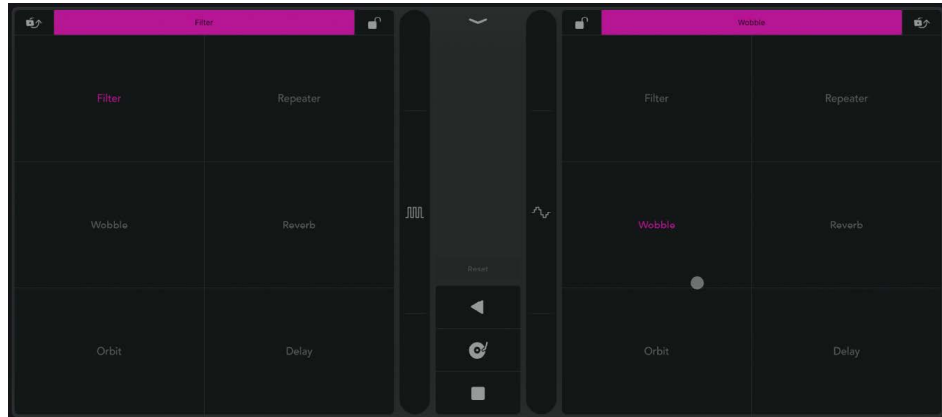 Filter
Filter
Repeater
Wobble
Reverb
Orbit
Delay
Reset
Wobble
Filter
Repeater
Wobble
Reverb
Orbit
Delay